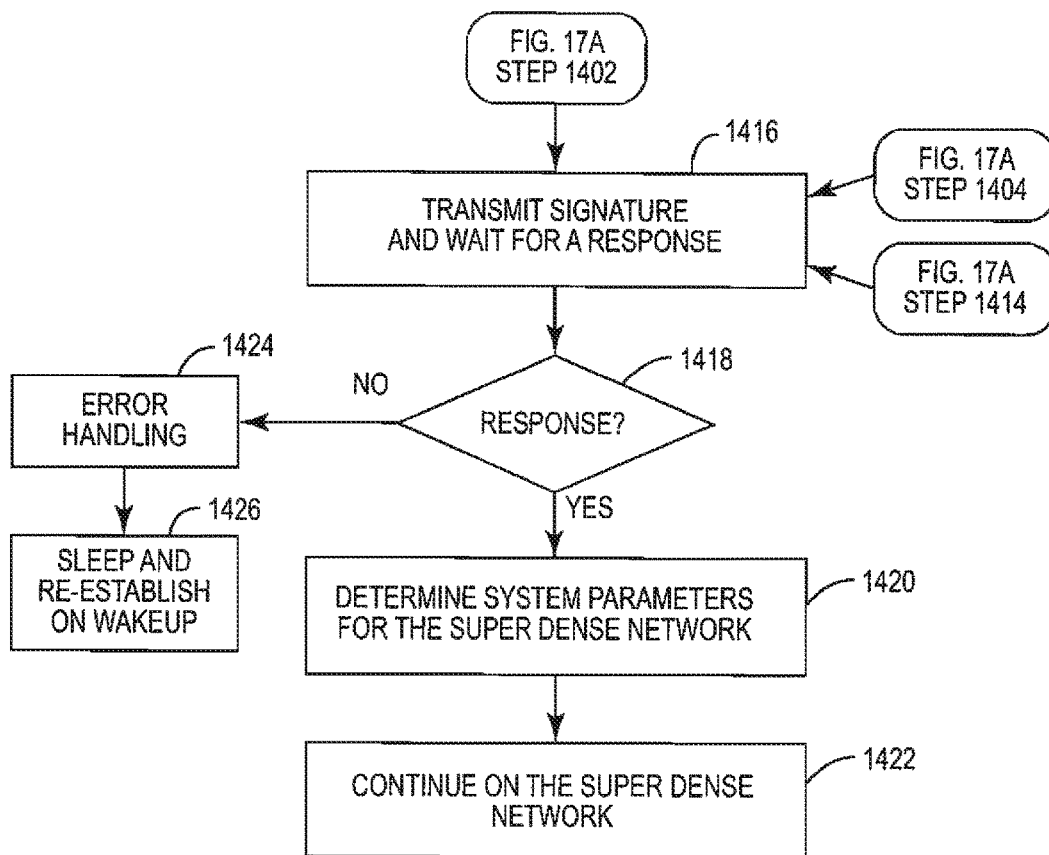 FIG. 17A
STEP 1402
1416
TRANSMIT SIGNATURE
AND WAIT FOR A RESPONSE
FIG. 17A
STEP 1404
FIG. 17A
STEP 1414
1418
RESPONSE?
NO
1424
ERROR
HANDLING
1426
SLEEP AND
RE-ESTABLISH
ON WAKEUP
YES
1420
DETERMINE SYSTEM PARAMETERS
FOR THE SUPER DENSE NETWORK
1422
CONTINUE ON THE SUPER DENSE
NETWORK